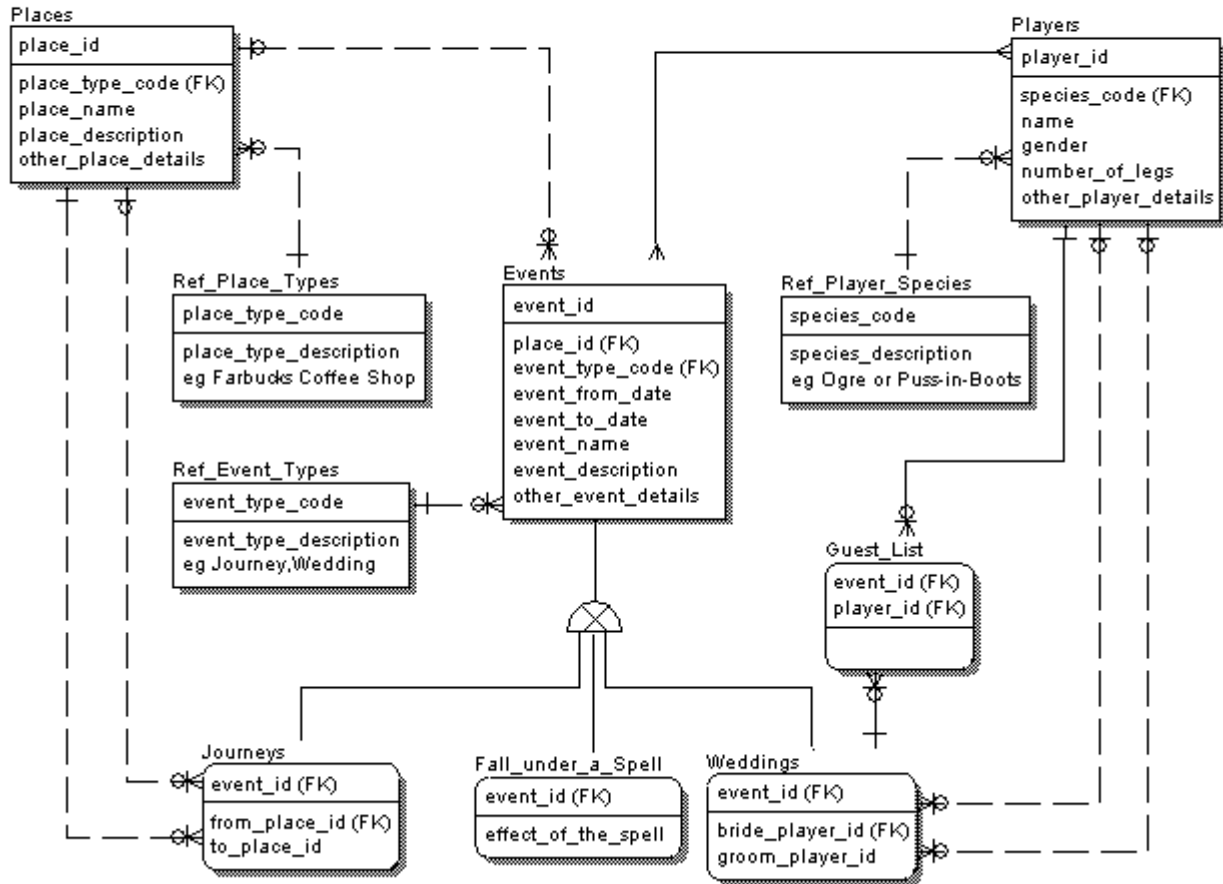 Places
place_id
place_type_code (FK)
place_name
place_description
other_place_details
Players
player_id
species_code (FK)
name
gender
number_of_legs
other_player_details
Ref_Place_Types
place_type_code
place_type_description
eg Farbucks Coffee Shop
Events
event_id
place_id (FK)
event_type_code (FK)
event_from_date
event_to_date
event_name
event_description
other_event_details
Ref_Player_Species
species_code
species_description
eg Ogre or Puss-in-Boots
Ref_Event_Types
event_type_code
event_type_description
eg Journey,Wedding
Guest_List
event_id (FK)
player_id (FK)
Journeys
event_id (FK)
from_place_id (FK)
to_place_id
Fall_under_a_Spell
event_id (FK)
effect_of_the_spell
Weddings
event_id (FK)
bride_player_id (FK)
groom_player_id